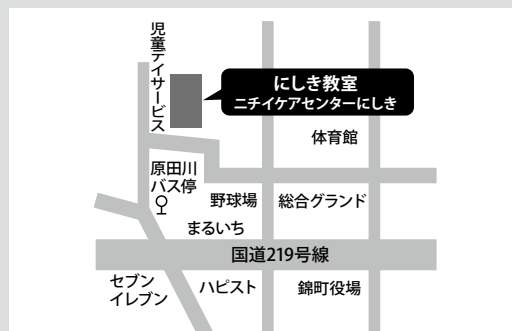 児童デイサービス
にしき教室
ニチイケアセンターにしき
体育館
原田川
バス停
野球場
総合グランド
まるいち
国道219号線
セブン
イレブン
ハピスト
錦町役場